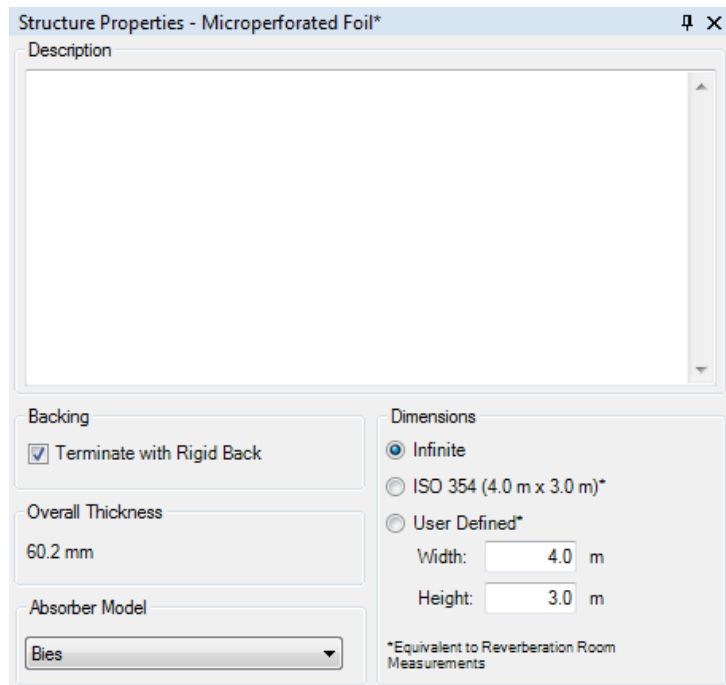 Structure Properties - Microperforated Foil*
Description
Backing
Terminate with Rigid Back
Overall Thickness
60.2 mm
Absorber Model
Bies
Dimensions
Infinite
ISO 354 (4.0 m x 3.0 m)*
User Defined*
Width: 4.0 m
Height: 3.0 m
*Equivalent to Reverberation Room
Measurements